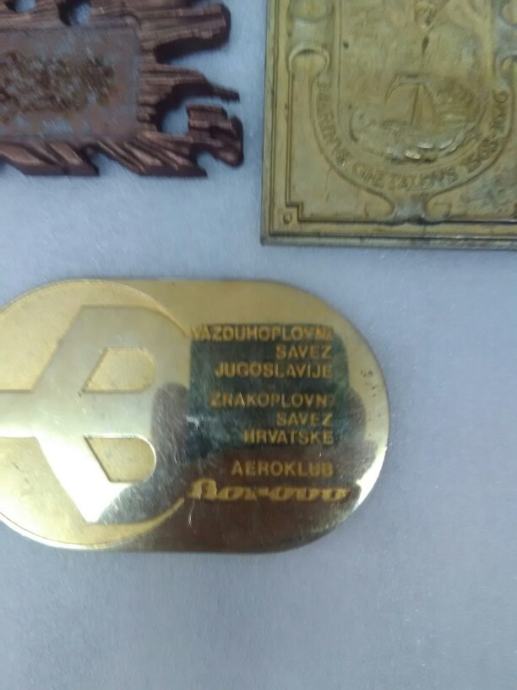 VAZDUHOPLOVNI
SAVEZ
JUGOSLAVIJE
ZRAKOPLOVNI
SAVEZ
HRVATSKE
AEROKLUB
Borovo